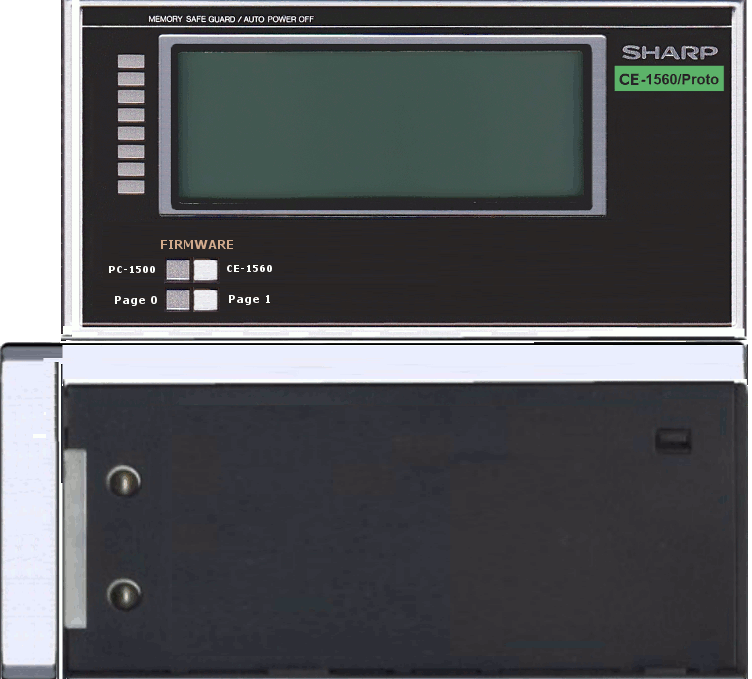 MEMORY SAFE GUARD / AUTO POWER OFF
SHARP
CE-1560/Proto
FIRMWARE
PC-1500 CE-1560
Page 0 Page 1